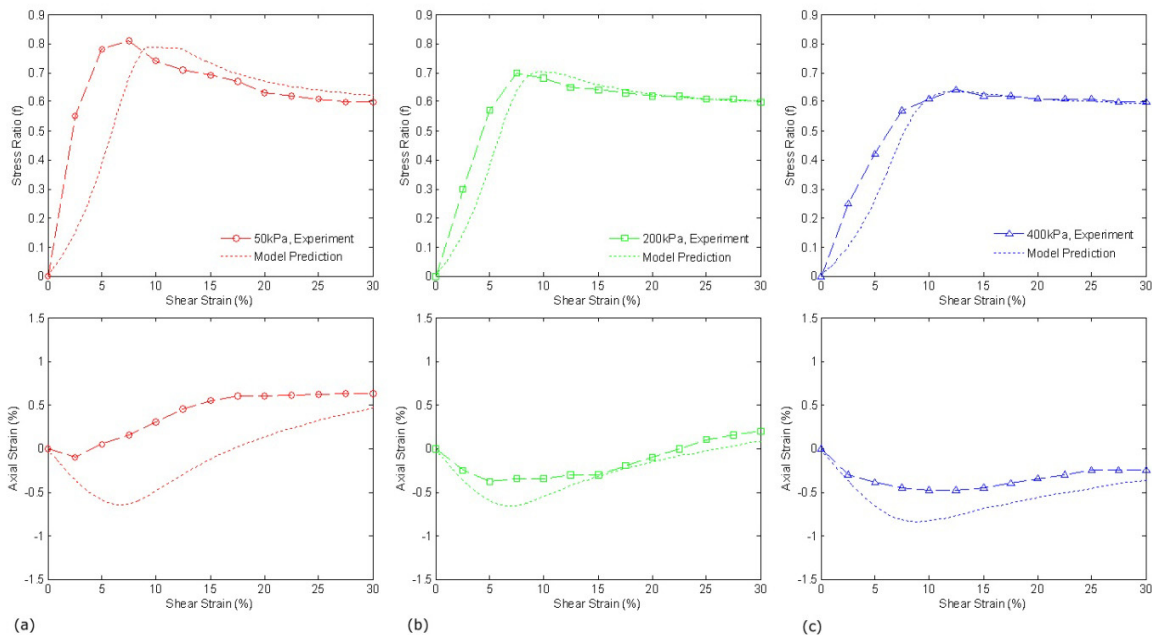 0.9
0.8
0.7
0.6
0.5
0.4
0.3
0.2
0.1
0
Stress Ratio (f)
50kPa, Experiment
Model Prediction
0 5 10 15 20 25 30
Shear Strain (%)
0.9
0.8
0.7
0.6
0.5
0.4
0.3
0.2
0.1
0
Stress Ratio (f)
200kPa, Experiment
Model Prediction
0 5 10 15 20 25 30
Shear Strain (%)
0.9
0.8
0.7
0.6
0.5
0.4
0.3
0.2
0.1
0
Stress Ratio (f)
400kPa, Experiment
Model Prediction
0 5 10 15 20 25 30
Shear Strain (%)
1.5
1
0.5
0
-0.5
-1
-1.5
Axial Strain (%)
0 5 10 15 20 25 30
Shear Strain (%)
(a)
1.5
1
0.5
0
-0.5
-1
-1.5
Axial Strain (%)
0 5 10 15 20 25 30
Shear Strain (%)
(b)
1.5
1
0.5
0
-0.5
-1
-1.5
Axial Strain (%)
0 5 10 15 20 25 30
Shear Strain (%)
(c)